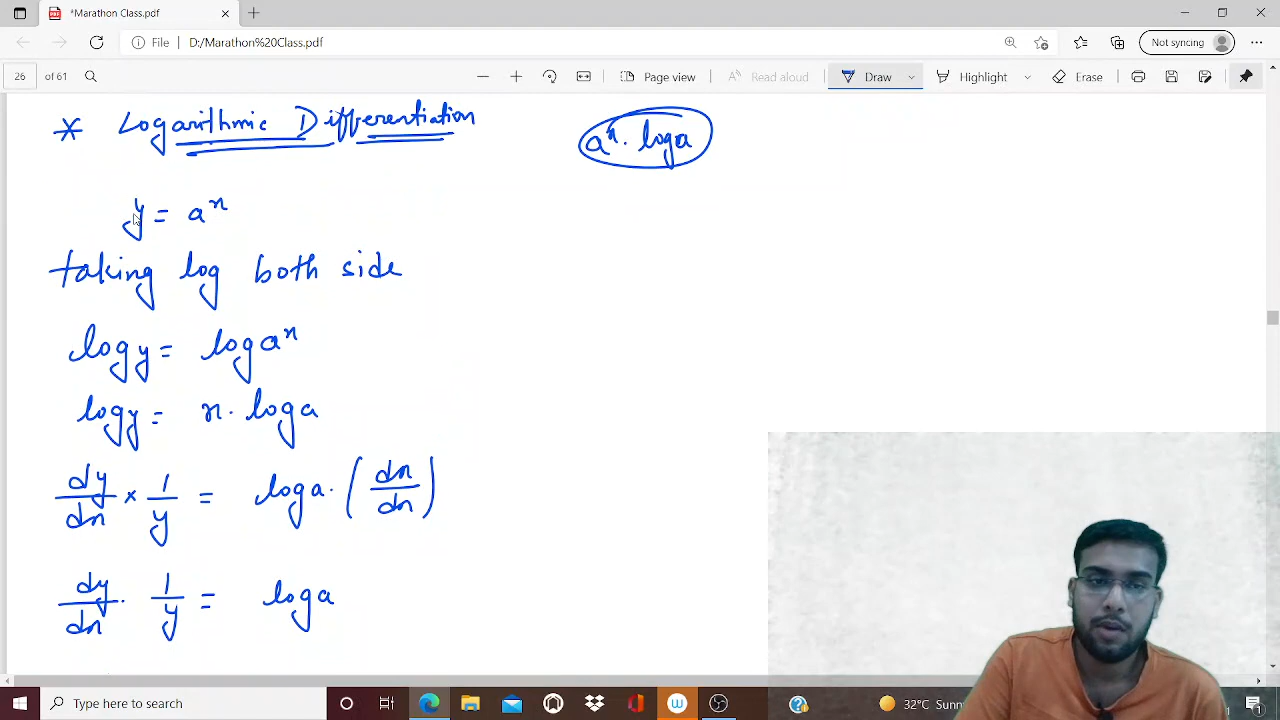 *Marathon Class.pdf
File D:/Marathon%20Class.pdf Not syncing
26 of 61 Page view Read aloud Draw Highlight Erase
* Logarithmic Differentiation a^x. log a
y = a^x
taking log both side
log y = log a^x
log y = x. log a
dy/dx × 1/y = log a. (dx/dx)
dy/dx. 1/y = log a
Type here to search 32°C Sunny